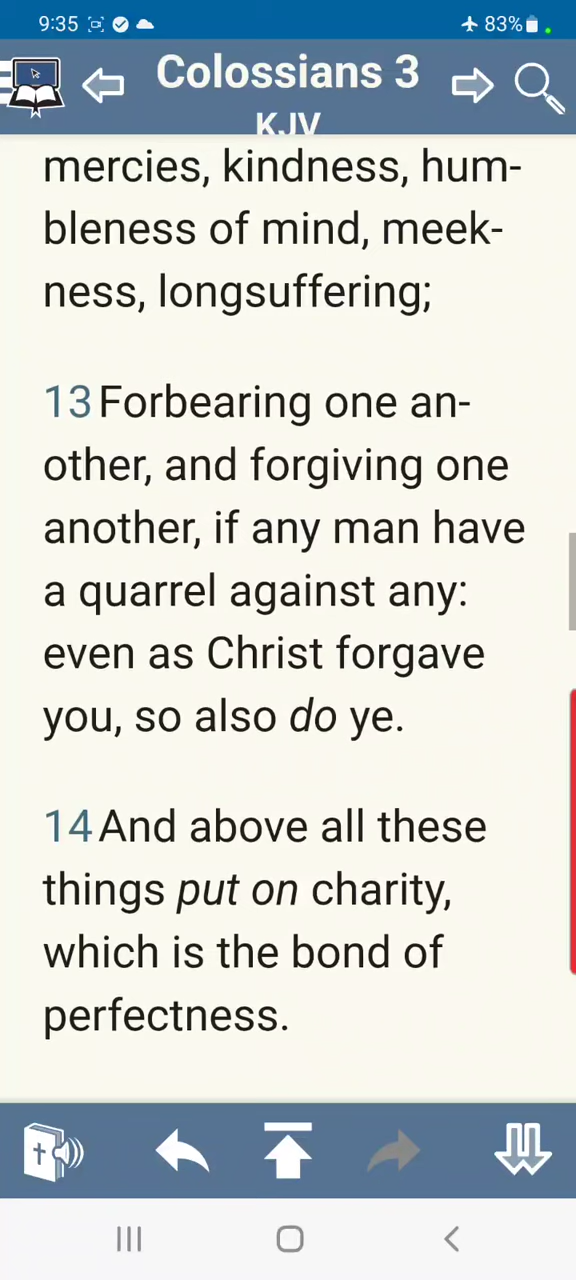 9:35 83%
Colossians 3
KJV
mercies, kindness, hum-
bleness of mind, meek-
ness, longsuffering;
13 Forbearing one an-
other, and forgiving one
another, if any man have
a quarrel against any:
even as Christ forgave
you, so also do ye.
14 And above all these
things put on charity,
which is the bond of
perfectness.